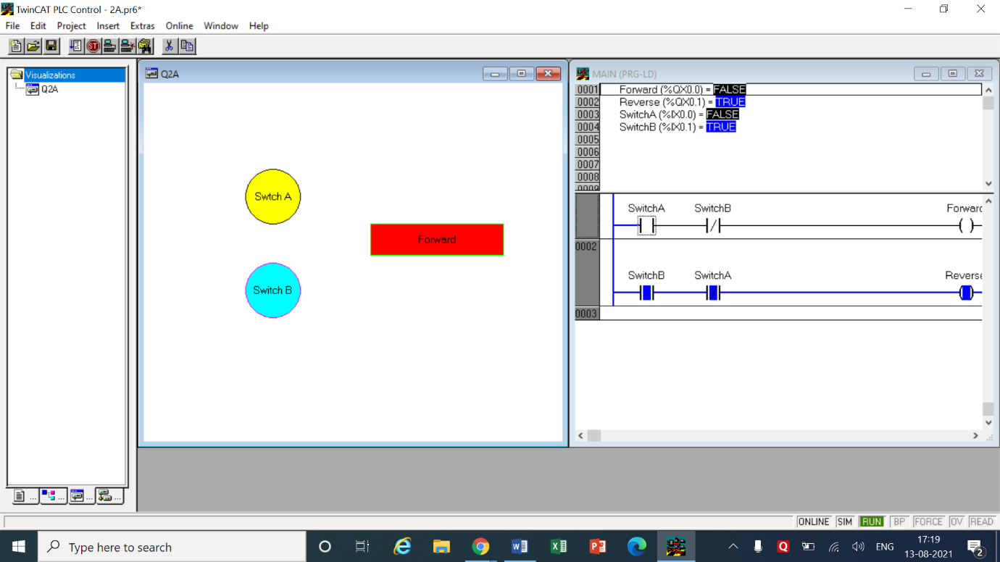 TwinCAT PLC Control - 2A.pr6*
File Edit Project Insert Extras Online Window Help
Visualizations
Q2A
Q2A
Swtch A
Switch B
Forward
MAIN (PRG-LD)
0001 Forward (%QX0.0) = FALSE
0002 Reverse (%QX0.1) = TRUE
0003 SwitchA (%IX0.0) = FALSE
0004 SwitchB (%IX0.1) = TRUE
0005
0006
0007
0008
0009
SwitchA SwitchB Forward
0002
SwitchB SwitchA Reverse
0003
... ... ... ...
ONLINE SIM RUN BP FORCE OV READ
Type here to search
ENG
17:19
13-08-2021
2